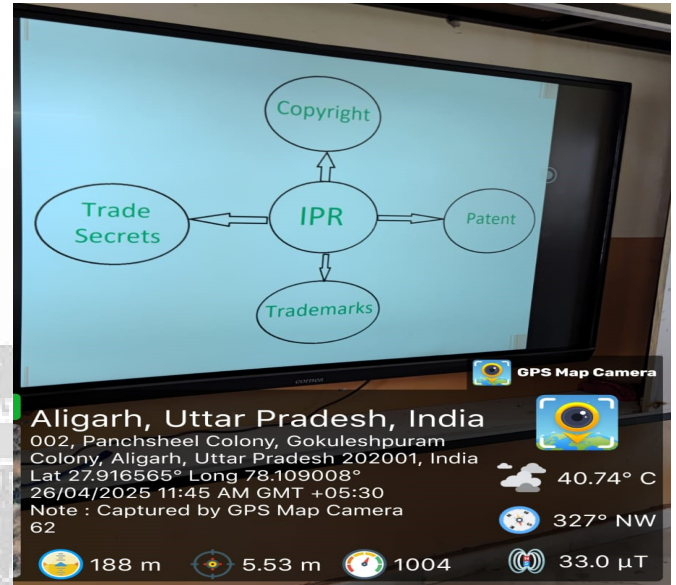 Copyright
Trade
Secrets
IPR
Patent
Trademarks
GPS Map Camera
Aligarh, Uttar Pradesh, India
002, Panchsheel Colony, Gokuleshpuram
Colony, Aligarh, Uttar Pradesh 202001, India
Lat 27.916565° Long 78.109008°
26/04/2025 11:45 AM GMT +05:30
Note : Captured by GPS Map Camera
62
40.74° C
327° NW
188 m
5.53 m
1004
33.0 µT